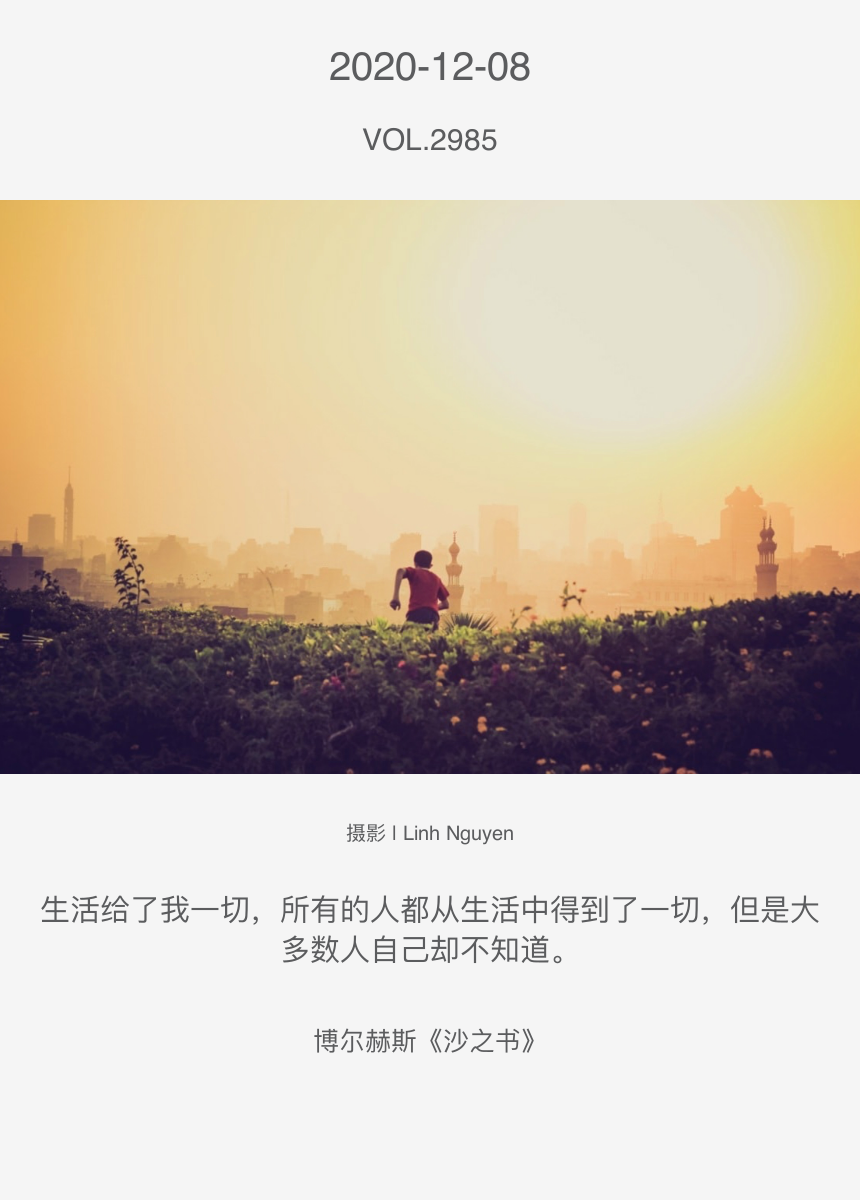 2020-12-08
VOL.2985
摄影 l Linh Nguyen
生活给了我一切，所有的人都从生活中得到了一切，但是大
多数人自己却不知道。
博尔赫斯《沙之书》